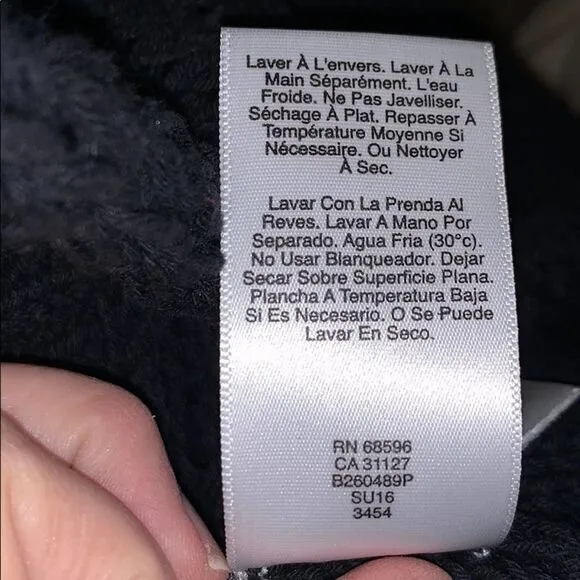 Laver À L'envers. Laver À La
Main Séparément. L'eau
Froide. Ne Pas Javelliser.
Séchage À Plat. Repasser À
Température Moyenne Si
Nécessaire. Ou Nettoyer
À Sec.
Lavar Con La Prenda Al
Reves. Lavar A Mano Por
Separado. Agua Fria (30°c).
No Usar Blanqueador. Dejar
Secar Sobre Superficie Plana.
Plancha A Temperatura Baja
Si Es Necesario. O Se Puede
Lavar En Seco.
RN 68596
CA 31127
B260489P
SU16
3454